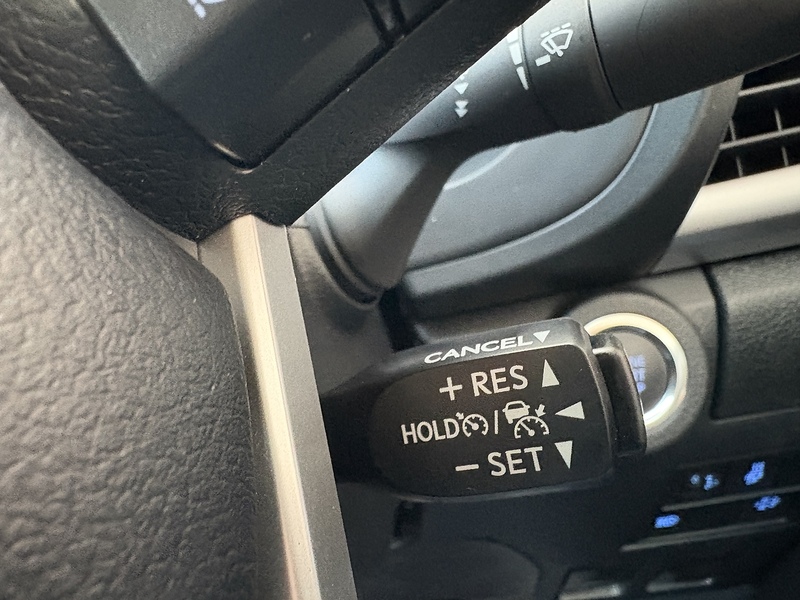 CANCEL
+ RES
HOLD /
- SET